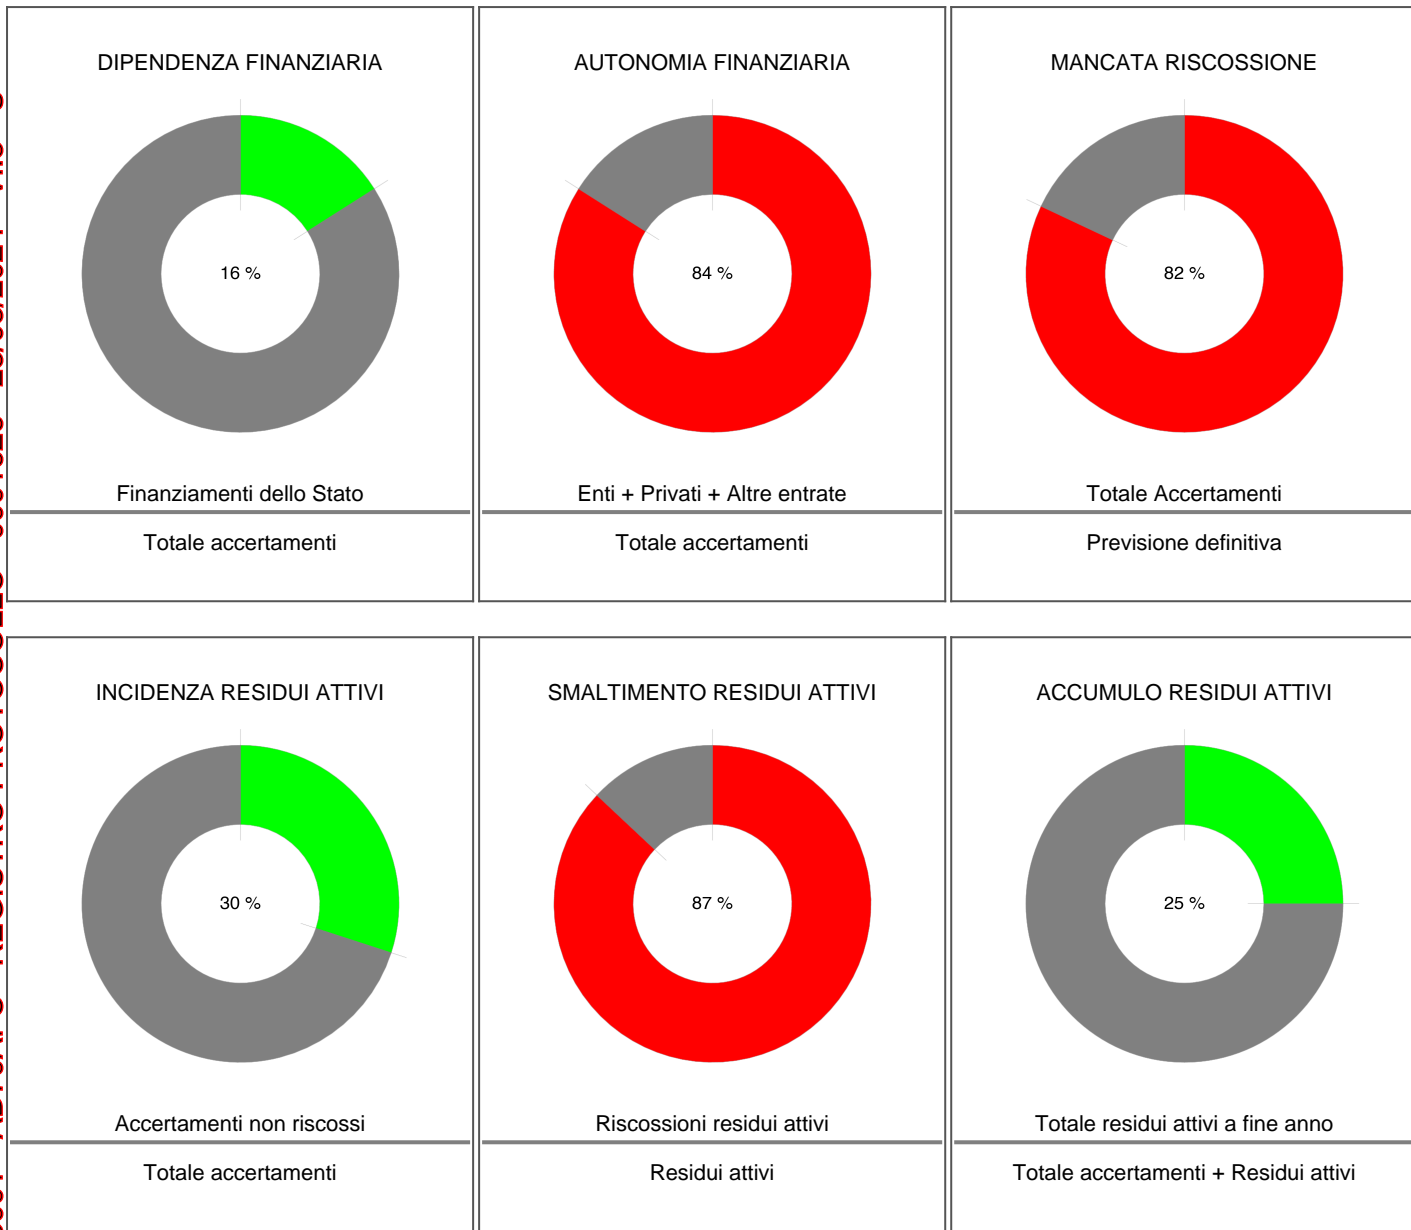 DIPENDENZA FINANZIARIA
16 %
Finanziamenti dello Stato
Totale accertamenti
AUTONOMIA FINANZIARIA
84 %
Enti + Privati + Altre entrate
Totale accertamenti
MANCATA RISCOSSIONE
82 %
Totale Accertamenti
Previsione definitiva
INCIDENZA RESIDUI ATTIVI
30 %
Accertamenti non riscossi
Totale accertamenti
SMALTIMENTO RESIDUI ATTIVI
87 %
Riscossioni residui attivi
Residui attivi
ACCUMULO RESIDUI ATTIVI
25 %
Totale residui attivi a fine anno
Totale accertamenti + Residui attivi